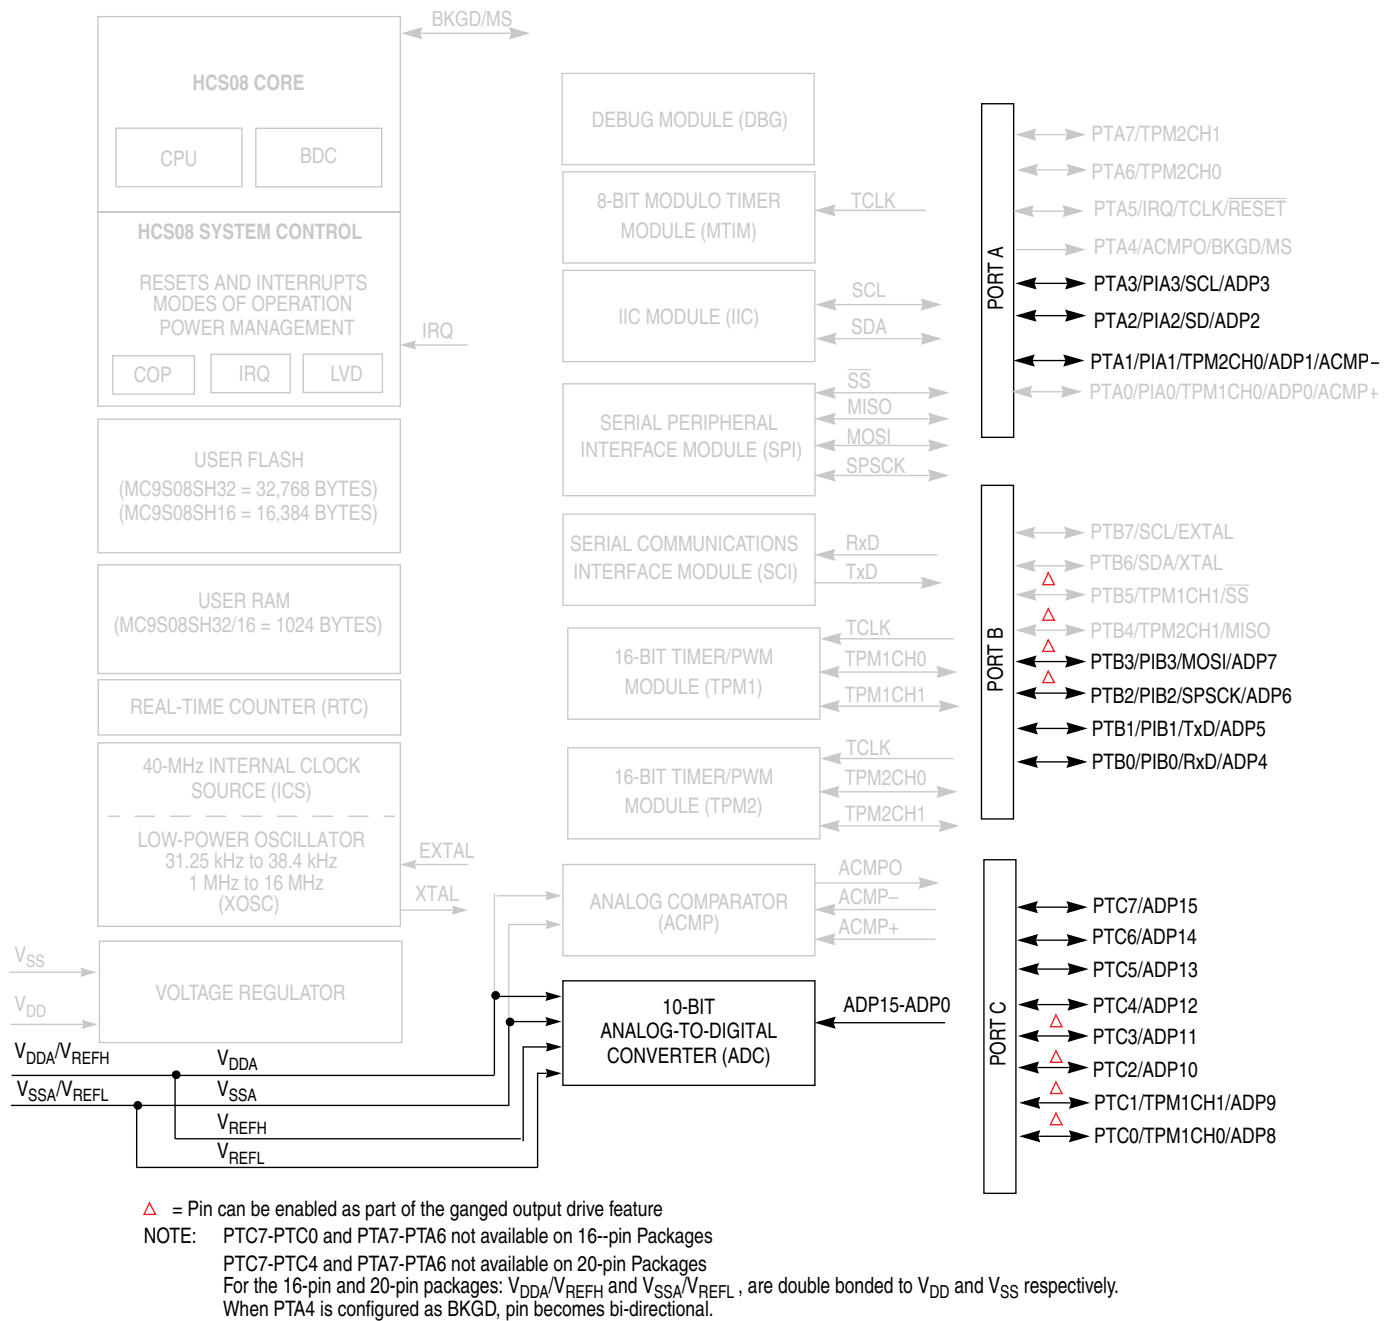 BKGD/MS
HCS08 CORE
CPU
BDC
HCS08 SYSTEM CONTROL
RESETS AND INTERRUPTS
MODES OF OPERATION
POWER MANAGEMENT
IRQ
COP
IRQ
LVD
USER FLASH
(MC9S08SH32 = 32,768 BYTES)
(MC9S08SH16 = 16,384 BYTES)
USER RAM
(MC9S08SH32/16 = 1024 BYTES)
REAL-TIME COUNTER (RTC)
40-MHz INTERNAL CLOCK
SOURCE (ICS)
LOW-POWER OSCILLATOR
31.25 kHz to 38.4 kHz
1 MHz to 16 MHz
(XOSC)
EXTAL
XTAL
VSS
VDD
VOLTAGE REGULATOR
VDDA/VREFH
VSSA/VREFL
VDDA
VSSA
VREFH
VREFL
DEBUG MODULE (DBG)
8-BIT MODULO TIMER
MODULE (MTIM)
TCLK
IIC MODULE (IIC)
SCL
SDA
SERIAL PERIPHERAL
INTERFACE MODULE (SPI)
SS
MISO
MOSI
SPSCK
SERIAL COMMUNICATIONS
INTERFACE MODULE (SCI)
RxD
TxD
16-BIT TIMER/PWM
MODULE (TPM1)
TCLK
TPM1CH0
TPM1CH1
16-BIT TIMER/PWM
MODULE (TPM2)
TCLK
TPM2CH0
TPM2CH1
ANALOG COMPARATOR
(ACMP)
ACMPO
ACMP–
ACMP+
10-BIT
ANALOG-TO-DIGITAL
CONVERTER (ADC)
ADP15-ADP0
PORT A
PTA7/TPM2CH1
PTA6/TPM2CH0
PTA5/IRQ/TCLK/RESET
PTA4/ACMPO/BKGD/MS
PTA3/PIA3/SCL/ADP3
PTA2/PIA2/SD/ADP2
PTA1/PIA1/TPM2CH0/ADP1/ACMP–
PTA0/PIA0/TPM1CH0/ADP0/ACMP+
PORT B
PTB7/SCL/EXTAL
PTB6/SDA/XTAL
PTB5/TPM1CH1/SS
PTB4/TPM2CH1/MISO
PTB3/PIB3/MOSI/ADP7
PTB2/PIB2/SPSCK/ADP6
PTB1/PIB1/TxD/ADP5
PTB0/PIB0/RxD/ADP4
PORT C
PTC7/ADP15
PTC6/ADP14
PTC5/ADP13
PTC4/ADP12
PTC3/ADP11
PTC2/ADP10
PTC1/TPM1CH1/ADP9
PTC0/TPM1CH0/ADP8
Δ = Pin can be enabled as part of the ganged output drive feature
NOTE: PTC7-PTC0 and PTA7-PTA6 not available on 16--pin Packages
PTC7-PTC4 and PTA7-PTA6 not available on 20-pin Packages
For the 16-pin and 20-pin packages: VDDA/VREFH and VSSA/VREFL , are double bonded to VDD and VSS respectively.
When PTA4 is configured as BKGD, pin becomes bi-directional.